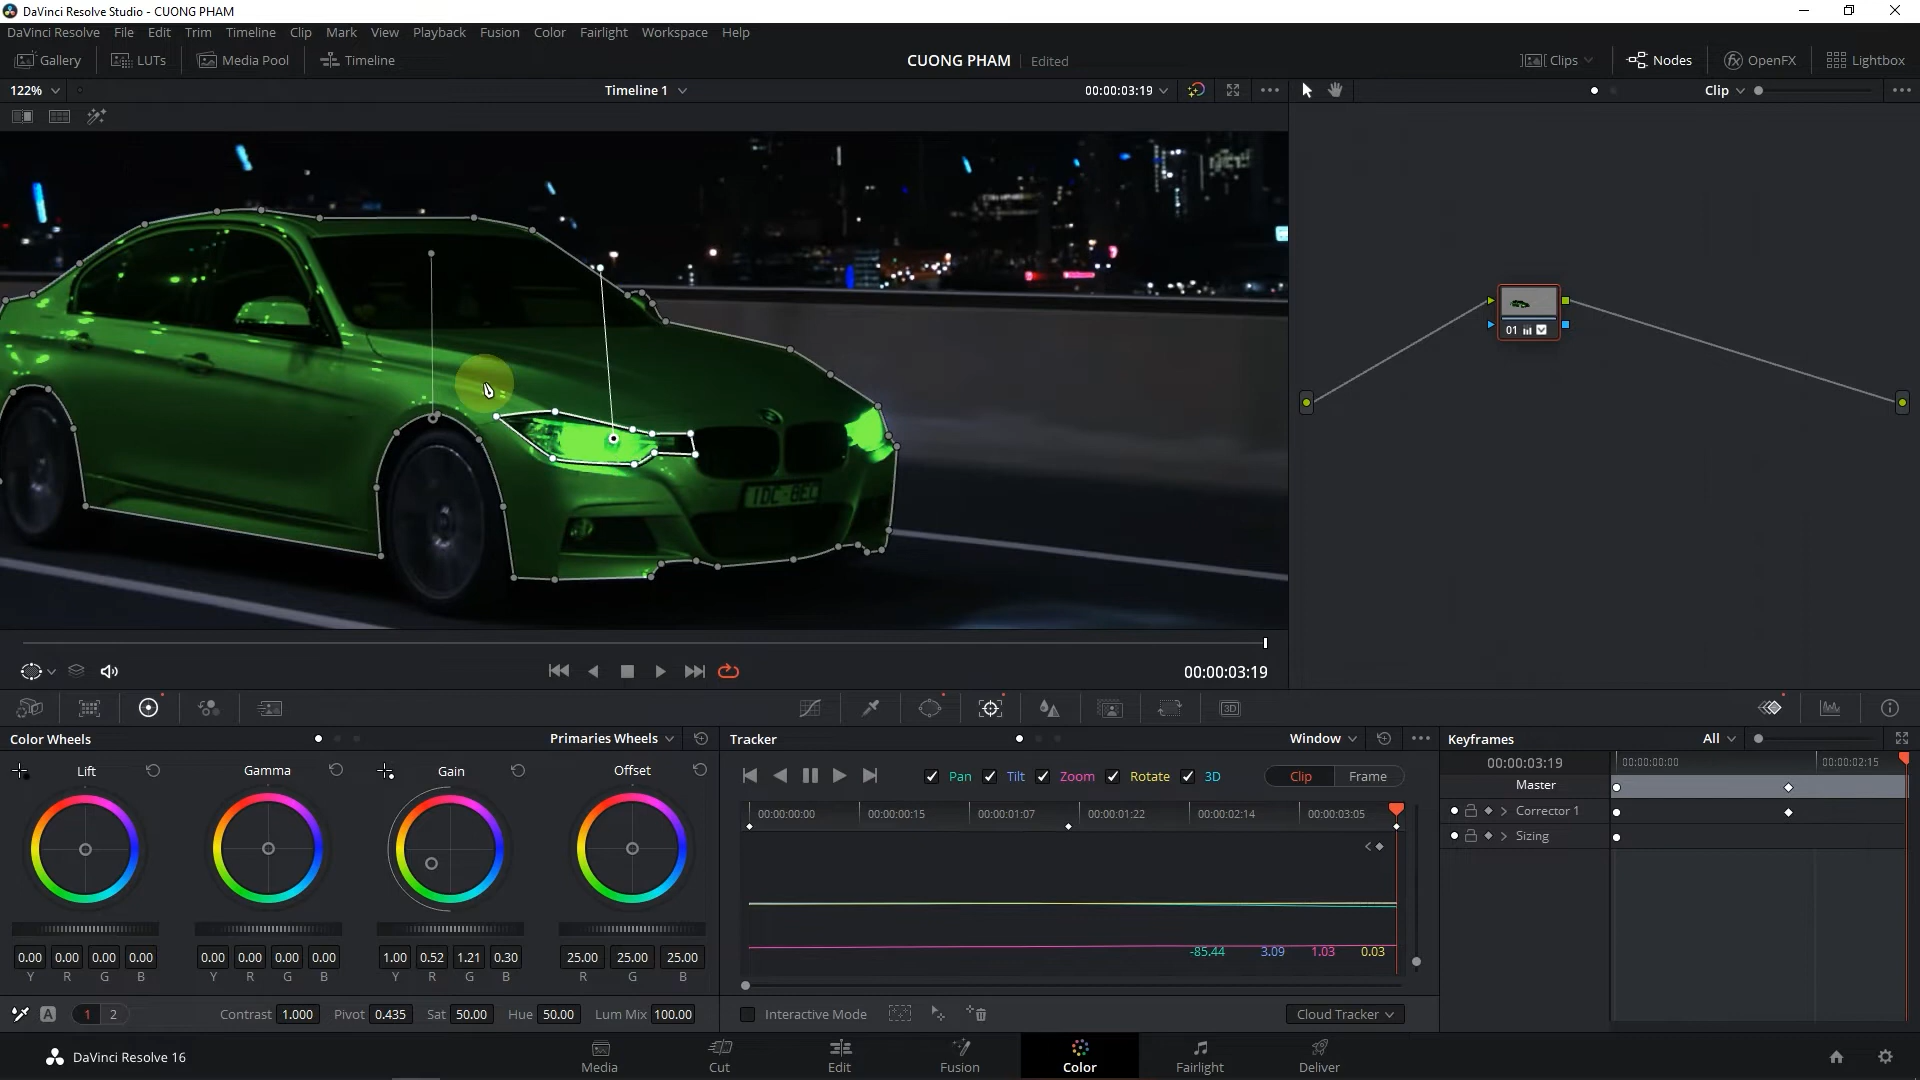 DaVinci Resolve Studio - CUONG PHAM
DaVinci Resolve File Edit Trim Timeline Clip Mark View Playback Fusion Color Fairlight Workspace Help
Gallery LUTs Media Pool Timeline CUONG PHAM Edited Clips Nodes OpenFX Lightbox
122% Timeline 1 00:00:03:19 Clip
01
00:00:03:19
3D
Color Wheels Primaries Wheels Tracker Window Keyframes All
Lift Gamma Gain Offset Pan Tilt Zoom Rotate 3D Clip Frame
00:00:03:19 00:00:00:00 00:00:02:15
Master
00:00:00:00 00:00:00:15 00:00:01:07 00:00:01:22 00:00:02:14 00:00:03:05
Corrector 1
Sizing
-85.44 3.09 1.03 0.03
0.00 0.00 0.00 0.00 0.00 0.00 0.00 0.00 1.00 0.52 1.21 0.30 25.00 25.00 25.00
Y R G B Y R G B Y R G B R G B
A 1 2 Contrast 1.000 Pivot 0.435 Sat 50.00 Hue 50.00 Lum Mix 100.00 Interactive Mode Cloud Tracker
DaVinci Resolve 16 Media Cut Edit Fusion Color Fairlight Deliver